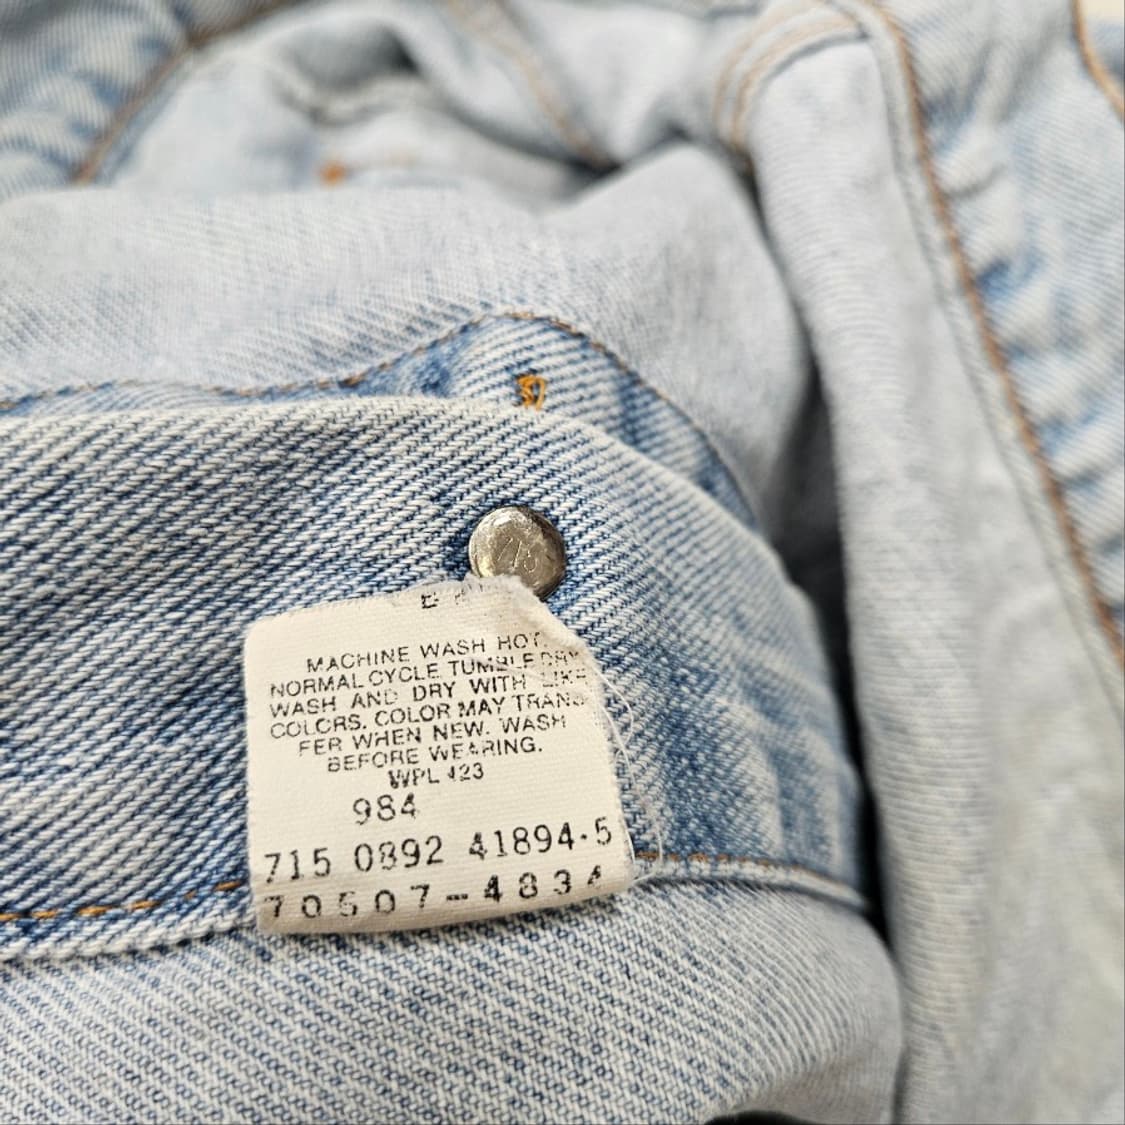 MACHINE WASH HOT.
NORMAL CYCLE TUMBLE DRY
WASH AND DRY WITH LIKE
COLORS. COLOR MAY TRANS
FER WHEN NEW. WASH
BEFORE WEARING.
WPL 423
984
715 0892 41894-5
70507-4834